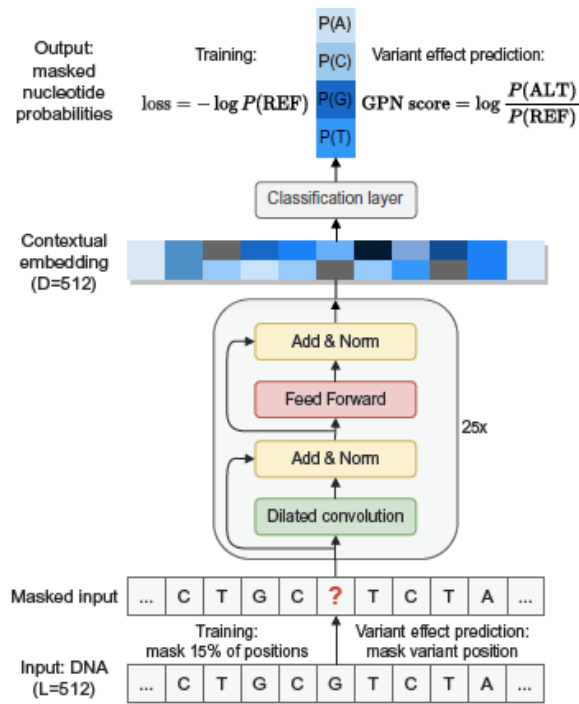 Output:
masked
nucleotide
probabilities
Training:
loss = − log P(REF)
P(A)
P(C)
P(G)
P(T)
Variant effect prediction:
GPN score = log P(ALT)
P(REF)
Classification layer
Contextual
embedding
(D=512)
Add & Norm
Feed Forward
Add & Norm
Dilated convolution
25x
Masked input
... C T G C ? T C T A ...
Training:
mask 15% of positions
Variant effect prediction:
mask variant position
Input: DNA
(L=512)
... C T G C G T C T A ...